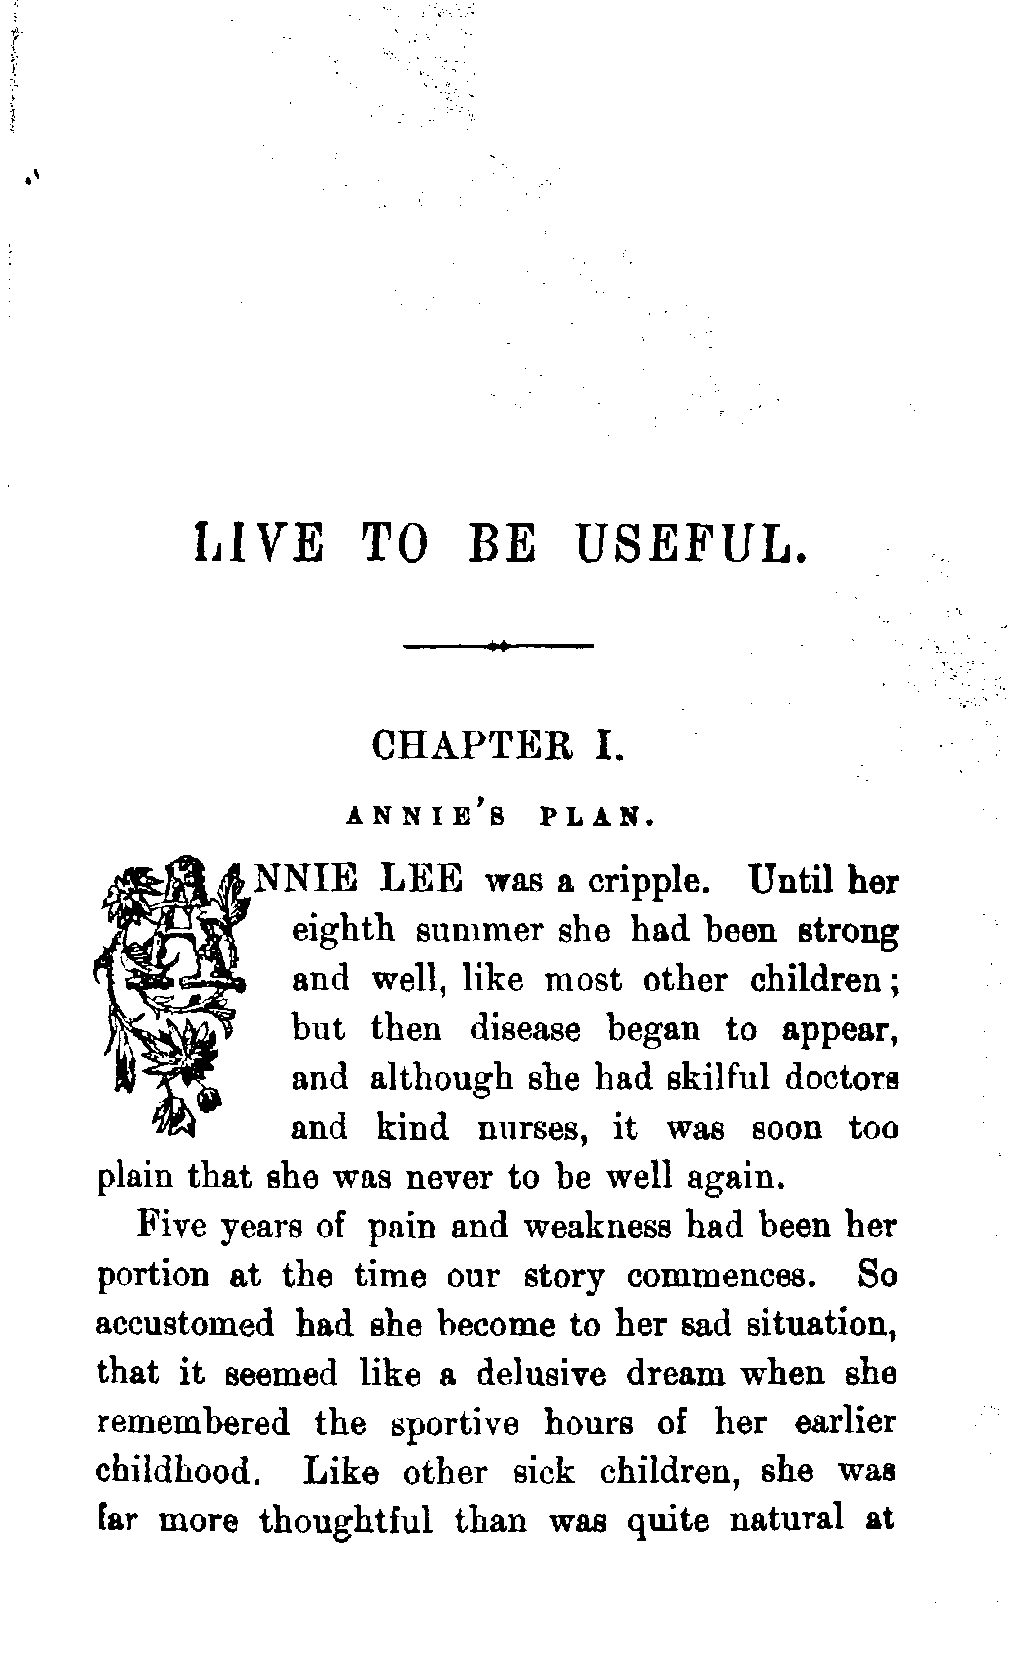 LIVE TO BE USEFUL.
CHAPTER I.
ANNIE'S PLAN.
ANNIE LEE was a cripple. Until her
eighth summer she had been strong
and well, like most other children;
but then disease began to appear,
and although she had skilful doctors
and kind nurses, it was soon too
plain that she was never to be well again.
Five years of pain and weakness had been her
portion at the time our story commences. So
accustomed had she become to her sad situation,
that it seemed like a delusive dream when she
remembered the sportive hours of her earlier
childhood. Like other sick children, she was
far more thoughtful than was quite natural at